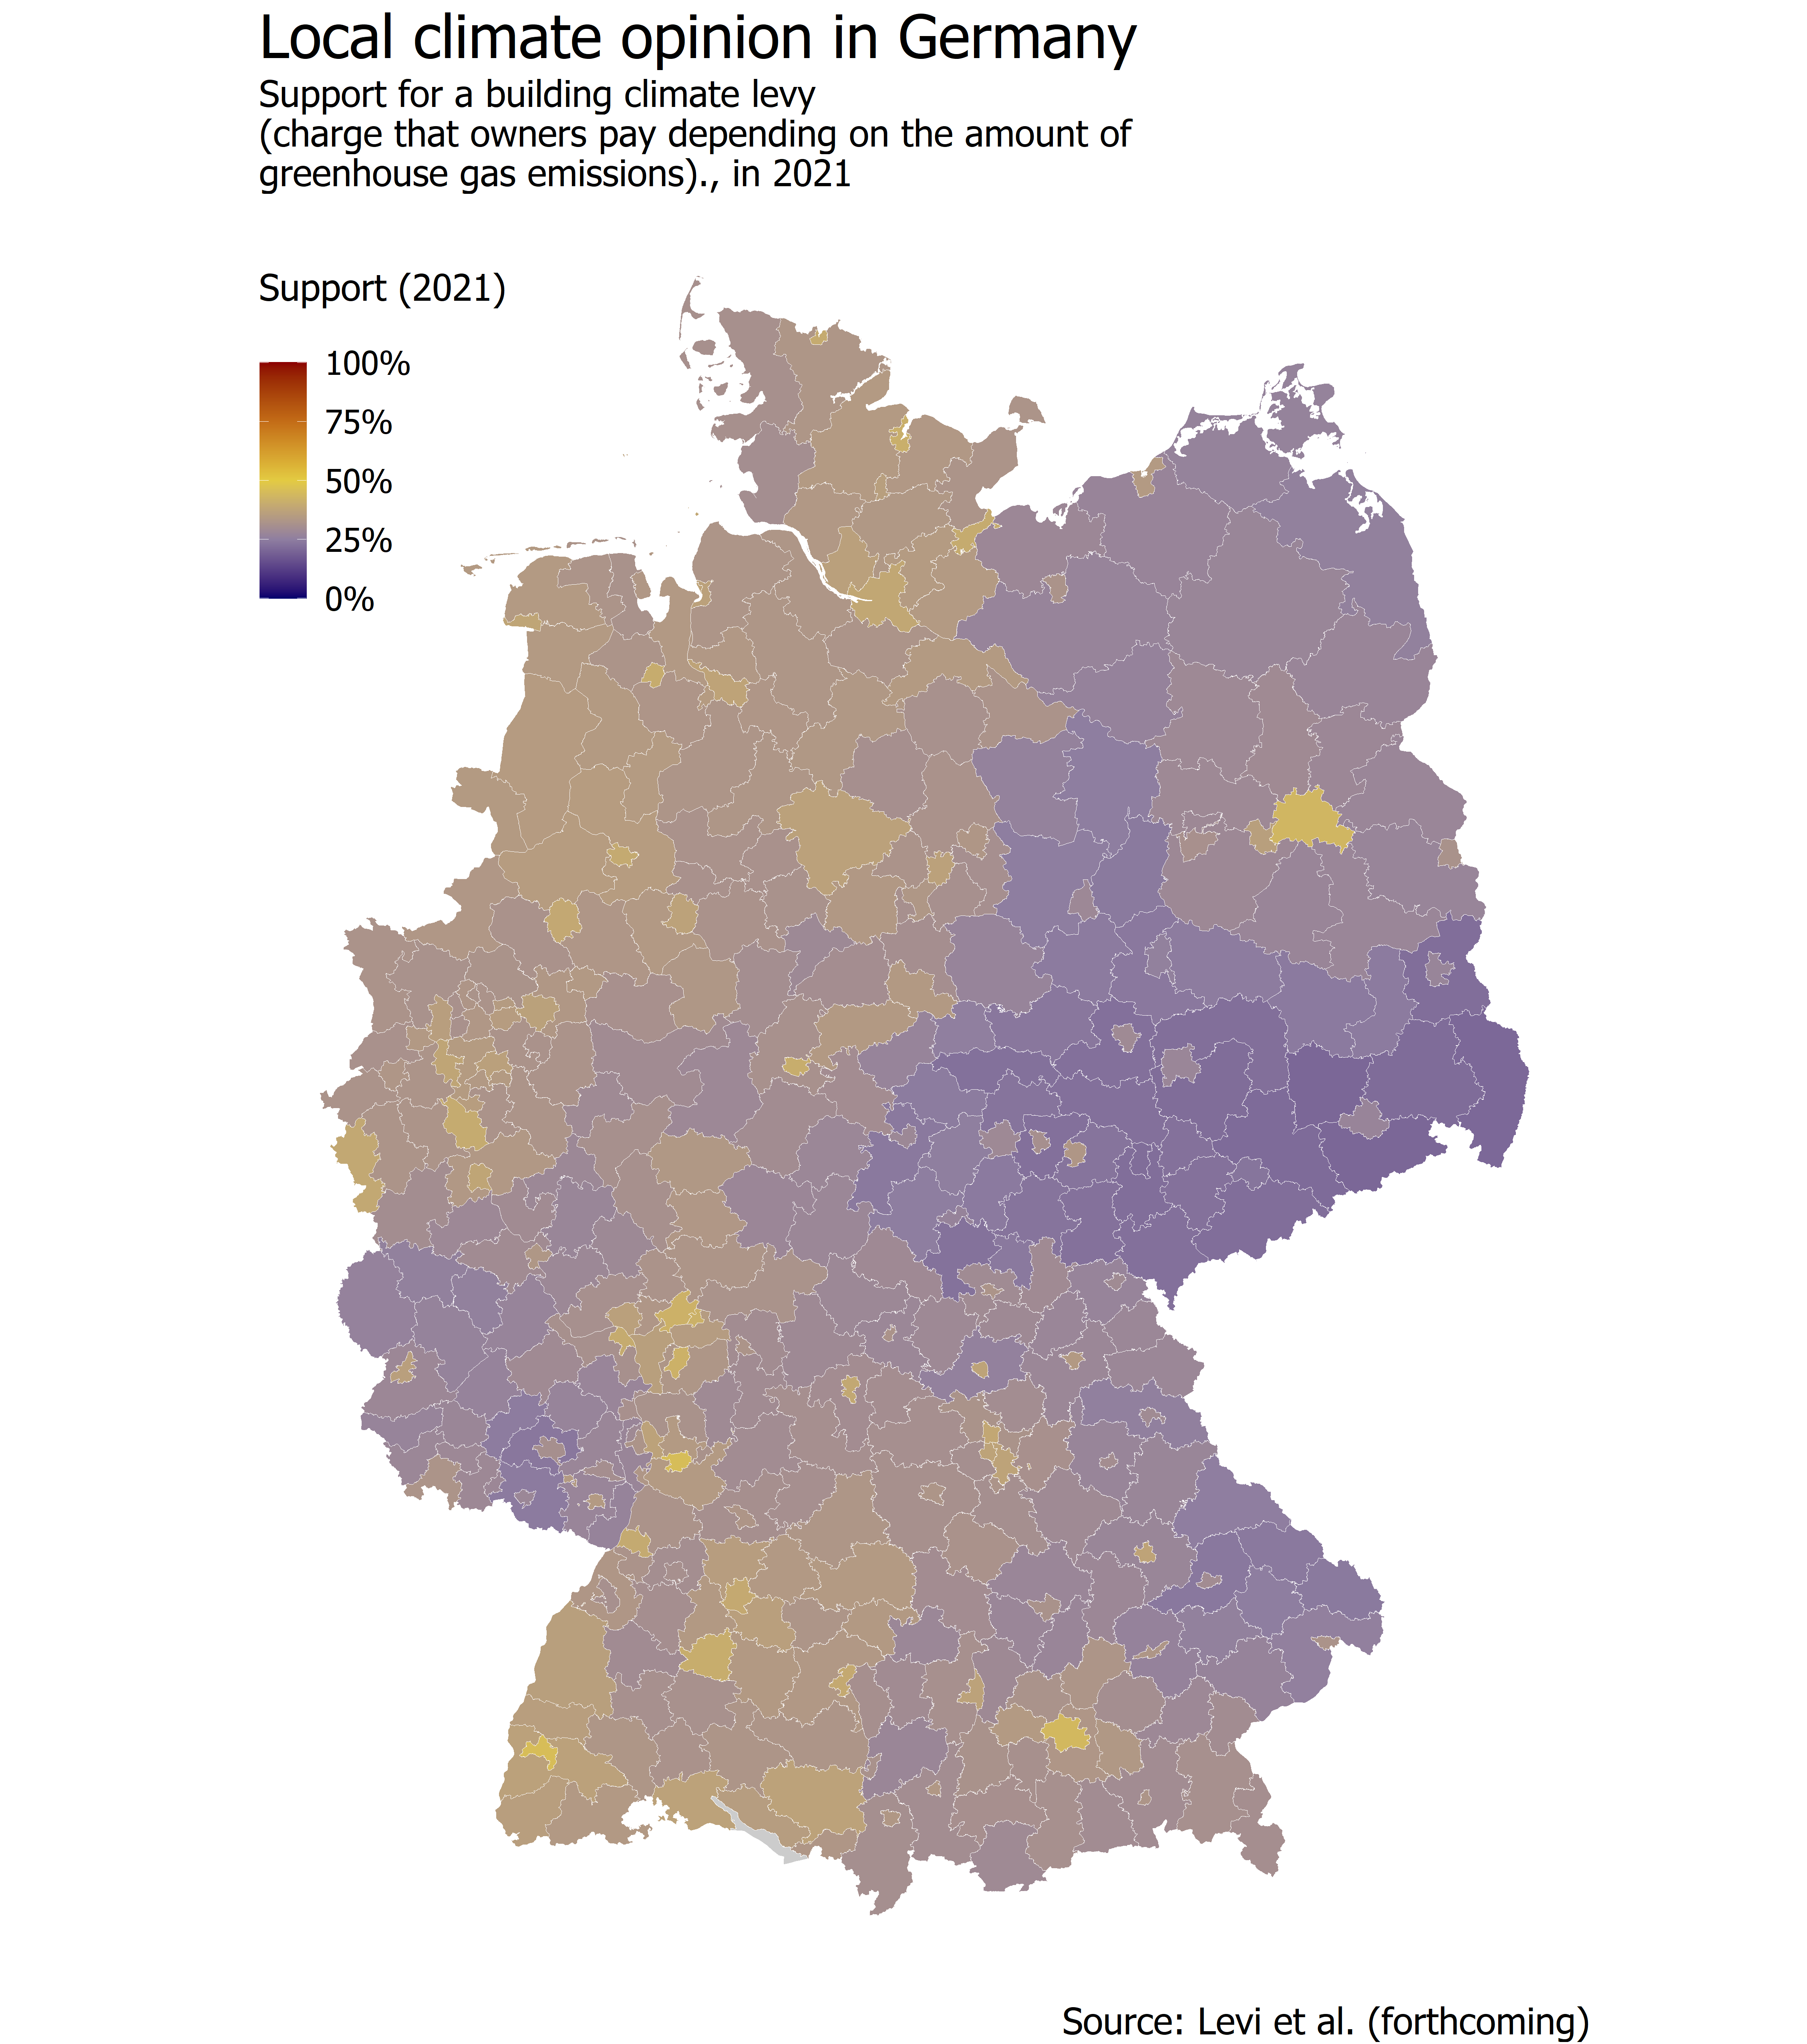 Local climate opinion in Germany
Support for a building climate levy
(charge that owners pay depending on the amount of
greenhouse gas emissions)., in 2021
Support (2021)
100%
75%
50%
25%
0%
Source: Levi et al. (forthcoming)